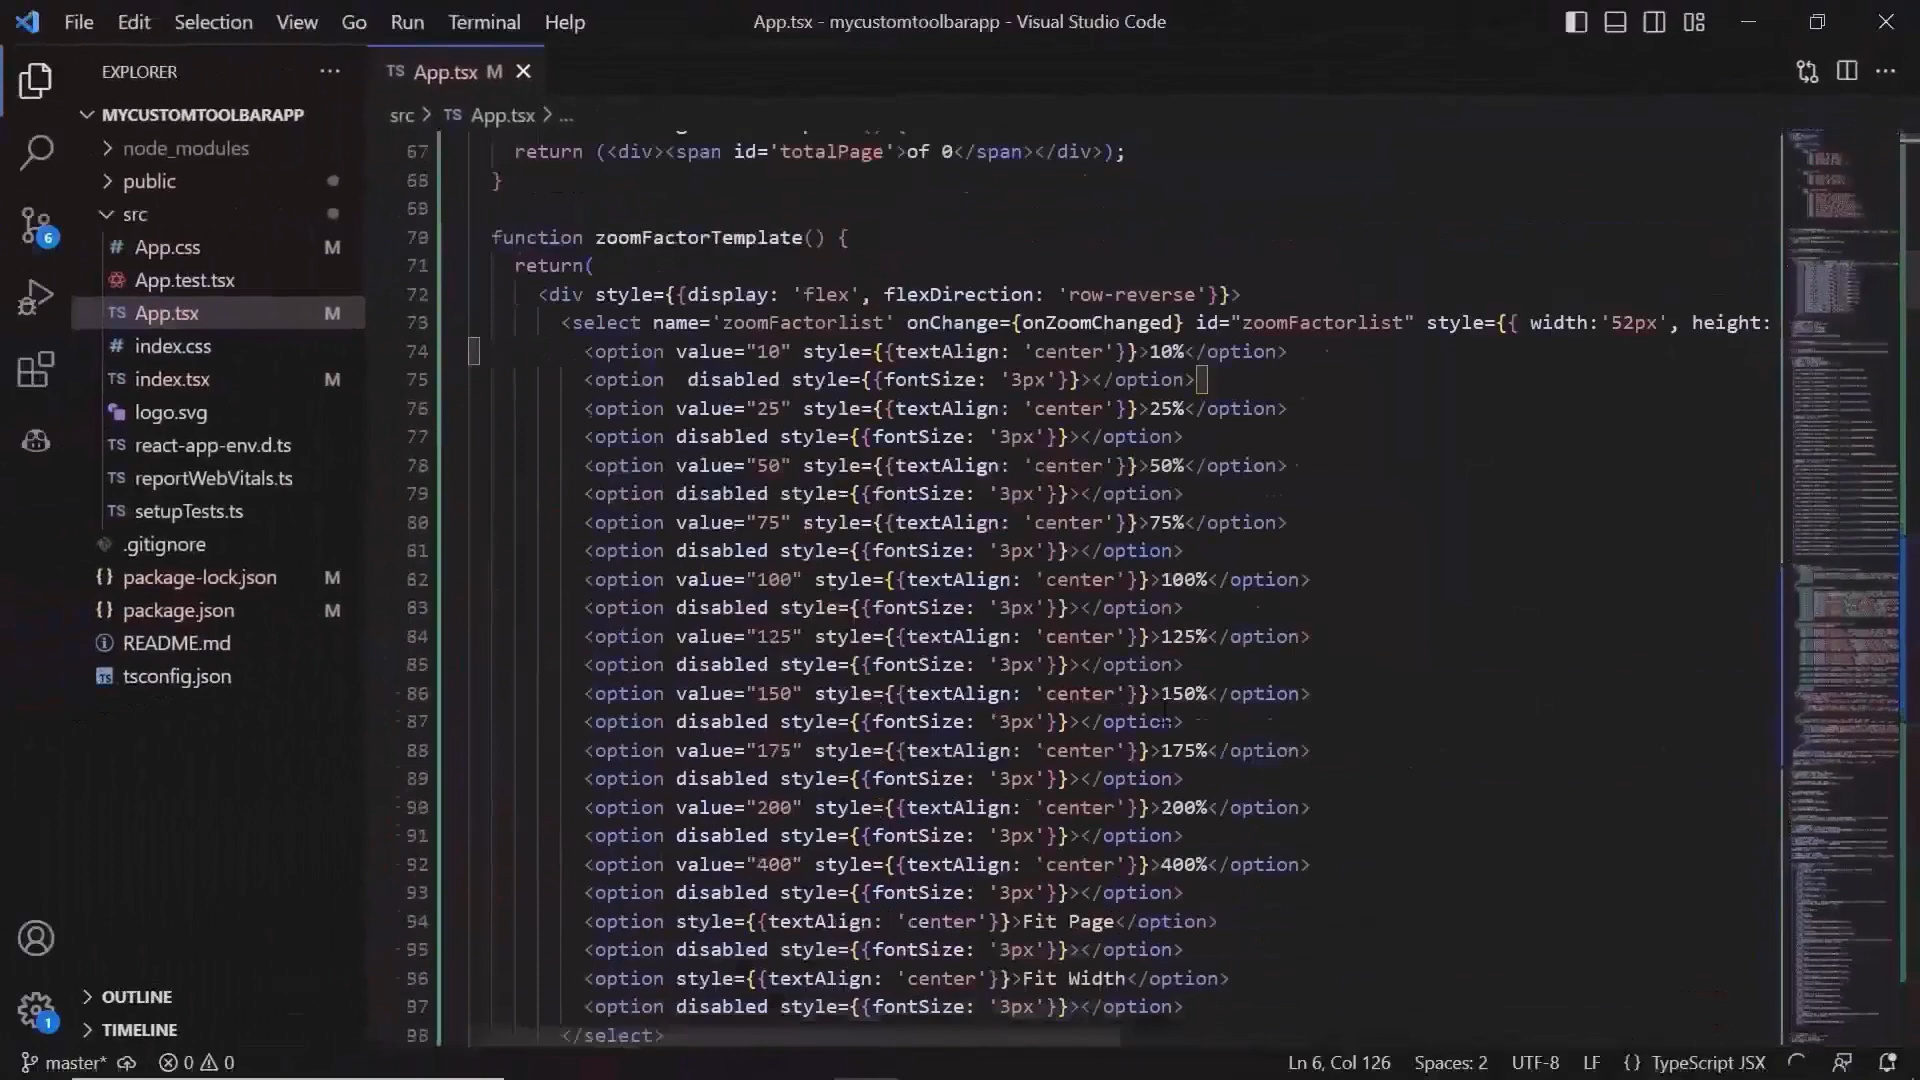 File Edit Selection View Go Run Terminal Help
App.tsx - mycustomtoolbarapp - Visual Studio Code
EXPLORER
MYCUSTOMTOOLBARAPP
node_modules
public
src
# App.css M
App.test.tsx
TS App.tsx M
# index.css
TS index.tsx M
logo.svg
TS react-app-env.d.ts
TS reportWebVitals.ts
TS setupTests.ts
.gitignore
{} package-lock.json M
{} package.json M
README.md
TS tsconfig.json
OUTLINE
TIMELINE
6
1
TS App.tsx M
src > TS App.tsx > ...
67 return (<div><span id='totalPage'>of 0</span></div>);
68 }
69
70 function zoomFactorTemplate() {
71 return(
72 <div style={{display: 'flex', flexDirection: 'row-reverse'}}>
73 <select name='zoomFactorlist' onChange={onZoomChanged} id="zoomFactorlist" style={{ width:'52px', height:
74 <option value="10" style={{textAlign: 'center'}}>10%</option>
75 <option  disabled style={{fontSize: '3px'}}></option>
76 <option value="25" style={{textAlign: 'center'}}>25%</option>
77 <option disabled style={{fontSize: '3px'}}></option>
78 <option value="50" style={{textAlign: 'center'}}>50%</option>
79 <option disabled style={{fontSize: '3px'}}></option>
80 <option value="75" style={{textAlign: 'center'}}>75%</option>
81 <option disabled style={{fontSize: '3px'}}></option>
82 <option value="100" style={{textAlign: 'center'}}>100%</option>
83 <option disabled style={{fontSize: '3px'}}></option>
84 <option value="125" style={{textAlign: 'center'}}>125%</option>
85 <option disabled style={{fontSize: '3px'}}></option>
86 <option value="150" style={{textAlign: 'center'}}>150%</option>
87 <option disabled style={{fontSize: '3px'}}></option>
88 <option value="175" style={{textAlign: 'center'}}>175%</option>
89 <option disabled style={{fontSize: '3px'}}></option>
90 <option value="200" style={{textAlign: 'center'}}>200%</option>
91 <option disabled style={{fontSize: '3px'}}></option>
92 <option value="400" style={{textAlign: 'center'}}>400%</option>
93 <option disabled style={{fontSize: '3px'}}></option>
94 <option style={{textAlign: 'center'}}>Fit Page</option>
95 <option disabled style={{fontSize: '3px'}}></option>
96 <option style={{textAlign: 'center'}}>Fit Width</option>
97 <option disabled style={{fontSize: '3px'}}></option>
98 </select>
master* 0 0
Ln 6, Col 126 Spaces: 2 UTF-8 LF {} TypeScript JSX